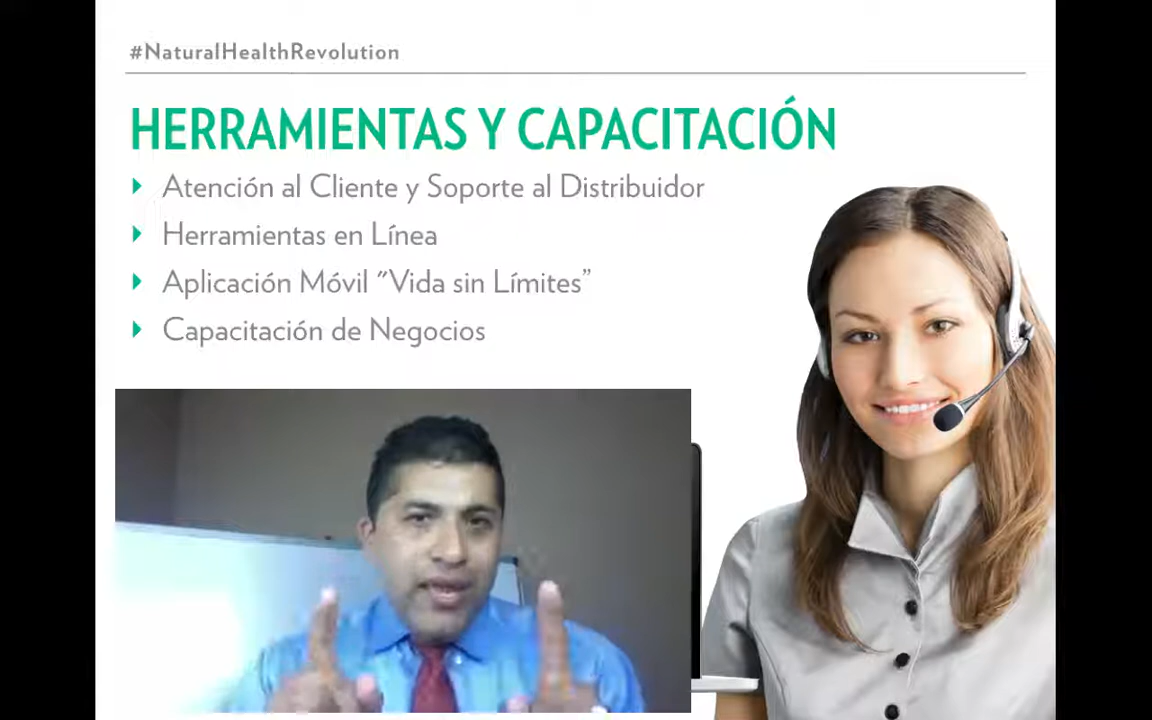 #NaturalHealthRevolution
HERRAMIENTAS Y CAPACITACIÓN
Atención al Cliente y Soporte al Distribuidor
Herramientas en Línea
Aplicación Móvil "Vida sin Límites"
Capacitación de Negocios